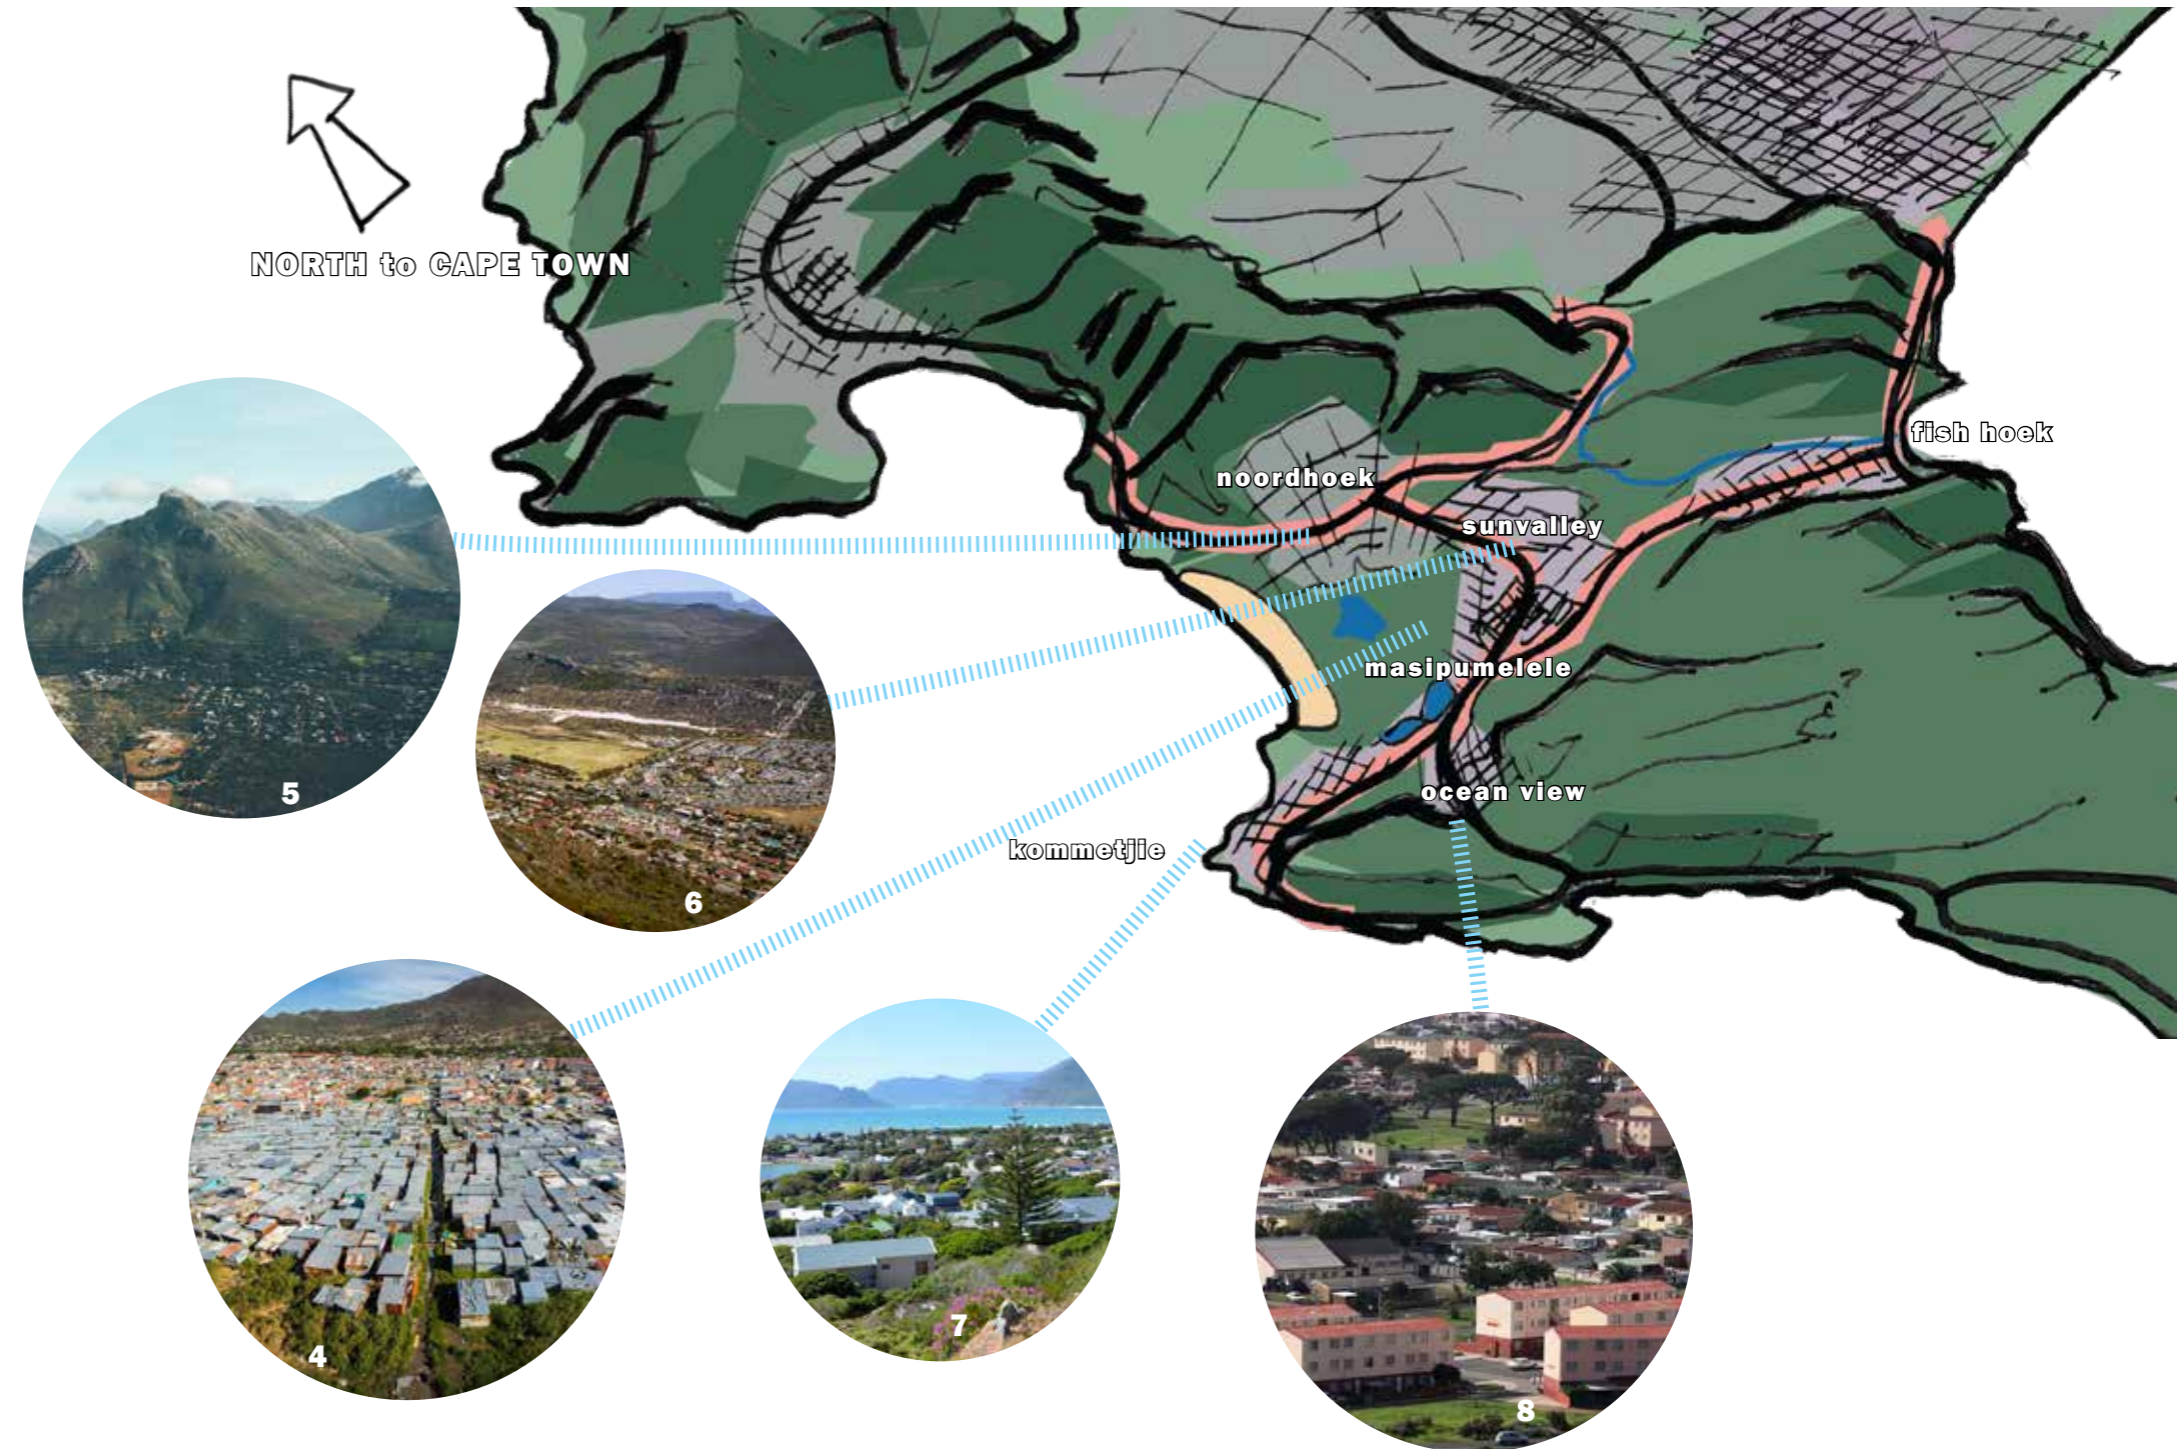 NORTH to CAPE TOWN
fish hoek
noordhoek
sunvalley
masipumelele
ocean view
kommetjie
5
6
4
7
8